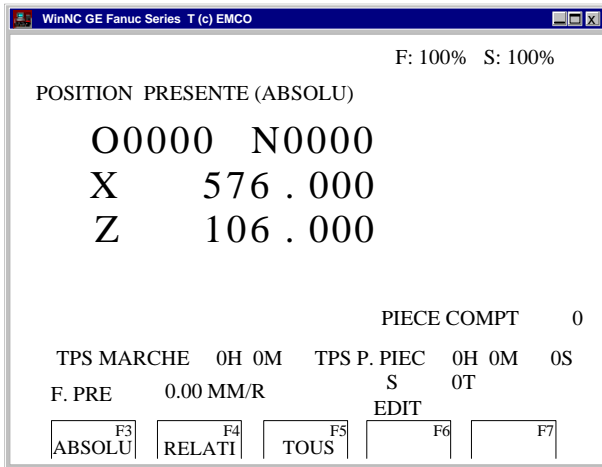 WinNC GE Fanuc Series T (c) EMCO
F: 100% S: 100%
POSITION PRESENTE (ABSOLU)
O0000 N0000
X 576 . 000
Z 106 . 000
PIECE COMPT 0
TPS MARCHE 0H 0M TPS P. PIEC 0H 0M 0S
F. PRE 0.00 MM/R S 0T
EDIT
F3 F4 F5 F6 F7
ABSOLU RELATI TOUS